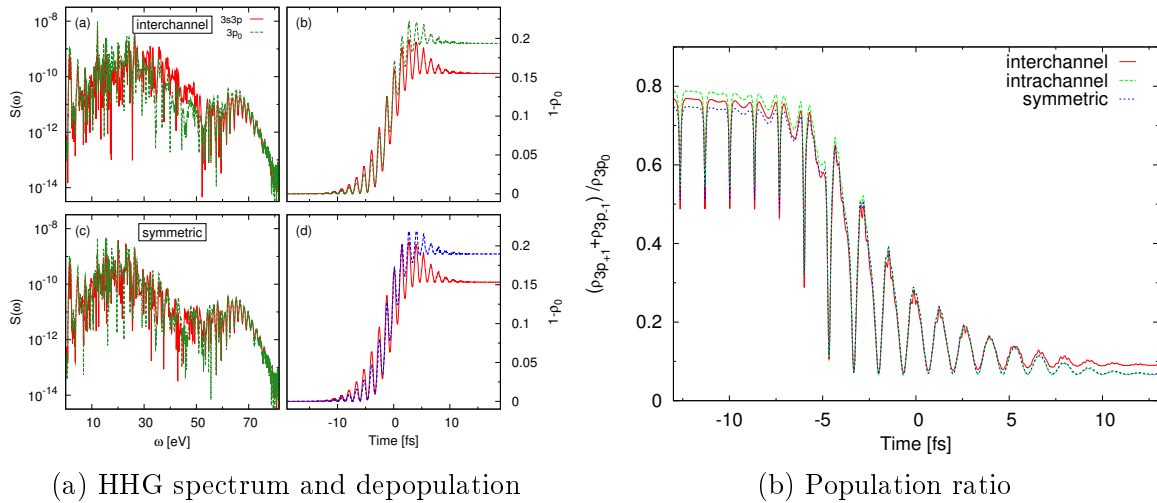 (a)
interchannel
3s3p
3p₀
(b)
10⁻⁸
10⁻¹⁰
10⁻¹²
10⁻¹⁴
S(ω)
0.2
0.15
0.1
0.05
0
1-ρ₀
(c)
symmetric
(d)
10⁻⁸
10⁻¹⁰
10⁻¹²
10⁻¹⁴
S(ω)
0.2
0.15
0.1
0.05
0
1-ρ₀
10 30 50 70
-10 0 10
ω [eV]
Time [fs]
(a) HHG spectrum and depopulation
interchannel
intrachannel
symmetric
0.8
0.6
0.4
0.2
0
(ρ₃ₚ₊₁+ρ₃ₚ₋₁) /ρ₃ₚ₀
-10 -5 0 5 10
Time [fs]
(b) Population ratio